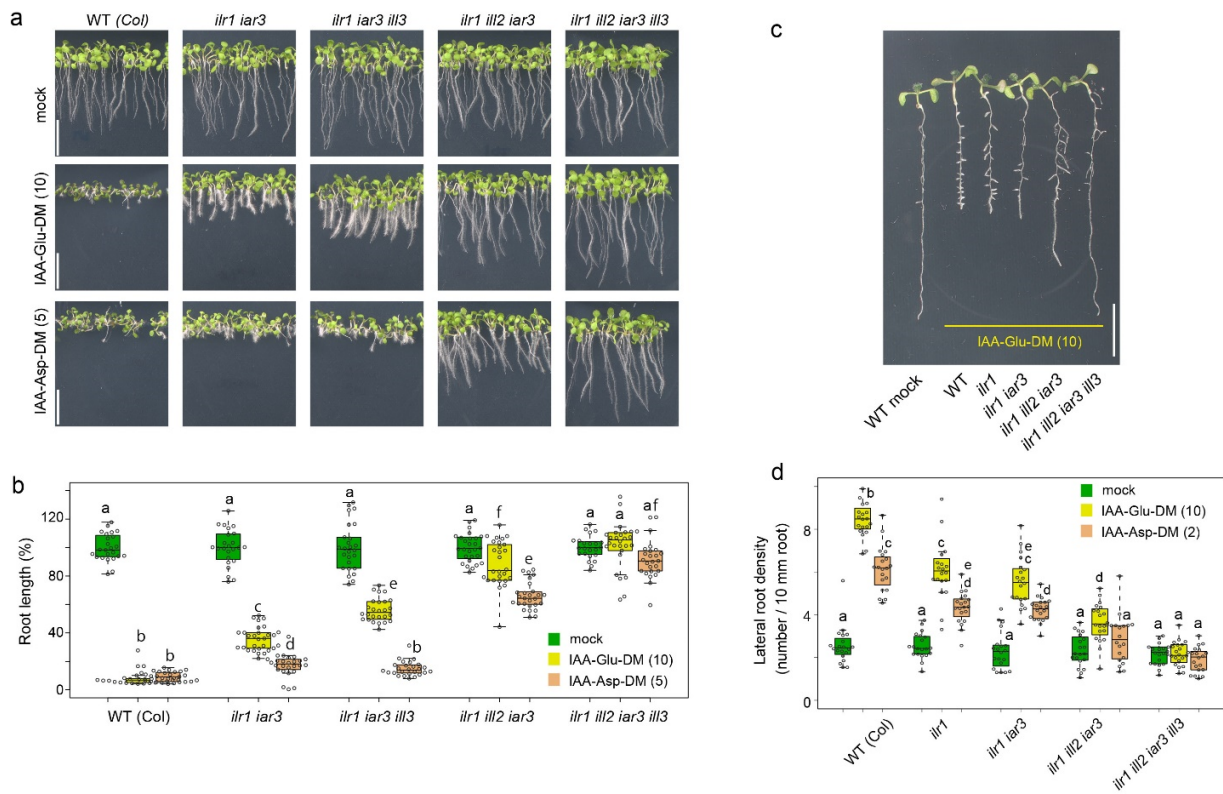 a
WT (Col)
ilr1 iar3
ilr1 iar3 ill3
ilr1 ill2 iar3
ilr1 ill2 iar3 ill3
mock
IAA-Glu-DM (10)
IAA-Asp-DM (5)
c
IAA-Glu-DM (10)
WT mock
WT
ilr1
ilr1 iar3
ilr1 ill2 iar3
ilr1 ill2 iar3 ill3
b
Root length (%)
120
80
40
0
a
b
b
a
c
d
a
e
b
a
f
e
a
a
af
mock
IAA-Glu-DM (10)
IAA-Asp-DM (5)
WT (Col)
ilr1 iar3
ilr1 iar3 ill3
ilr1 ill2 iar3
ilr1 ill2 iar3 ill3
d
Lateral root density
(number / 10 mm root)
8
4
2
0
a
b
c
a
c
e
a
c
e
d
a
d
a
a
a
a
mock
IAA-Glu-DM (10)
IAA-Asp-DM (2)
WT (Col)
ilr1
ilr1 iar3
ilr1 ill2 iar3
ilr1 ill2 iar3 ill3